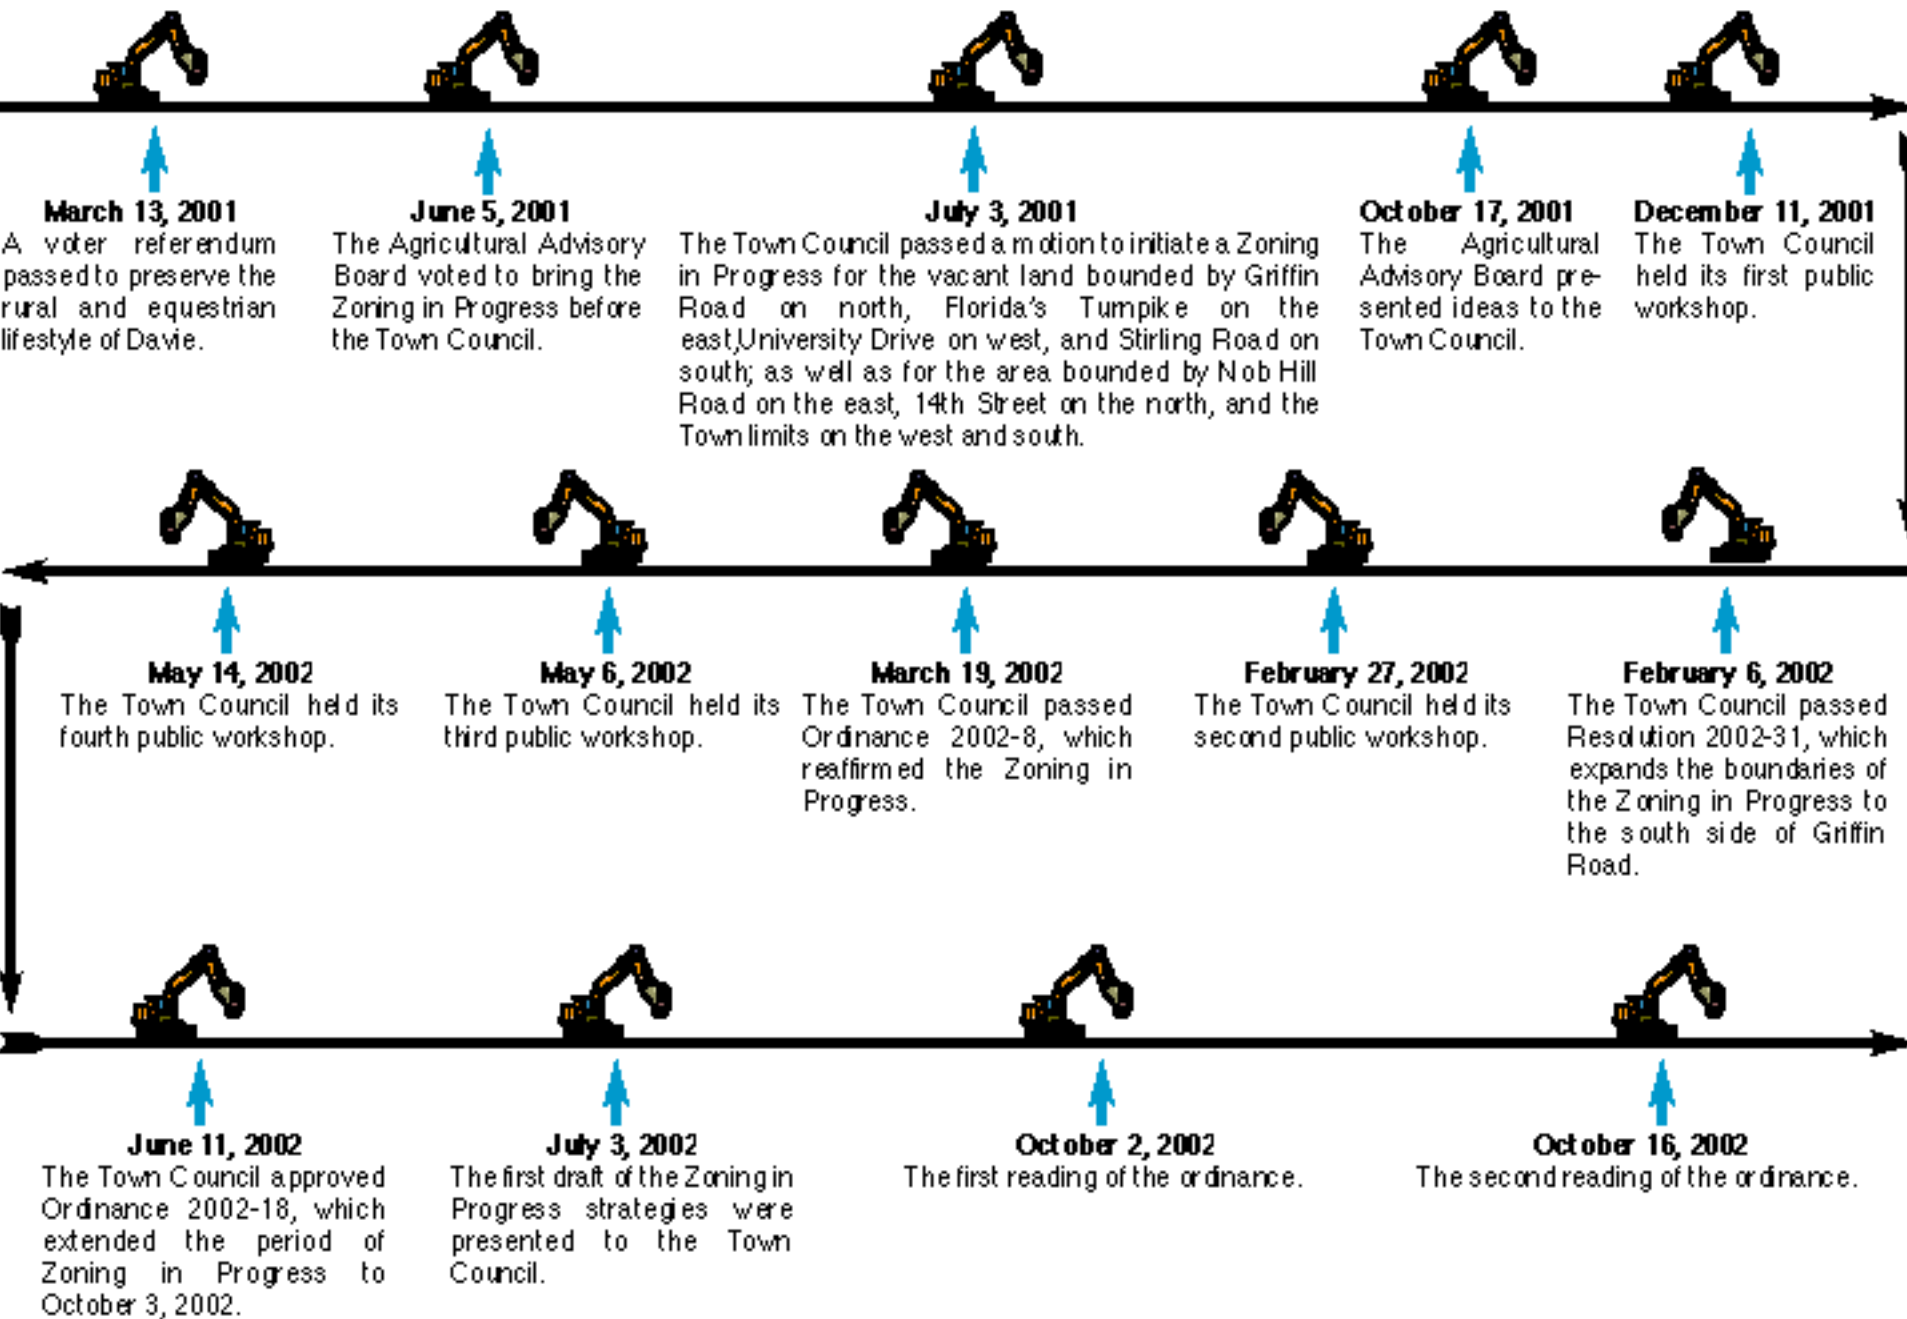 March 13, 2001
A voter referendum
passed to preserve the
rural and equestrian
lifestyle of Davie.
June 5, 2001
The Agricultural Advisory
Board voted to bring the
Zoning in Progress before
the Town Council.
July 3, 2001
The Town Council passed a motion to initiate a Zoning
in Progress for the vacant land bounded by Griffin
Road on north, Florida's Turnpike on the
east,University Drive on west, and Stirling Road on
south; as well as for the area bounded by Nob Hill
Road on the east, 14th Street on the north, and the
Town limits on the west and south.
October 17, 2001
The Agricultural
Advisory Board pre-
sented ideas to the
Town Council.
December 11, 2001
The Town Council
held its first public
workshop.
May 14, 2002
The Town Council held its
fourth public workshop.
May 6, 2002
The Town Council held its
third public workshop.
March 19, 2002
The Town Council passed
Ordinance 2002-8, which
reaffirmed the Zoning in
Progress.
February 27, 2002
The Town Council held its
second public workshop.
February 6, 2002
The Town Council passed
Resolution 2002-31, which
expands the boundaries of
the Zoning in Progress to
the south side of Griffin
Road.
June 11, 2002
The Town Council approved
Ordinance 2002-18, which
extended the period of
Zoning in Progress to
October 3, 2002.
July 3, 2002
The first draft of the Zoning in
Progress strategies were
presented to the Town
Council.
October 2, 2002
The first reading of the ordinance.
October 16, 2002
The second reading of the ordinance.